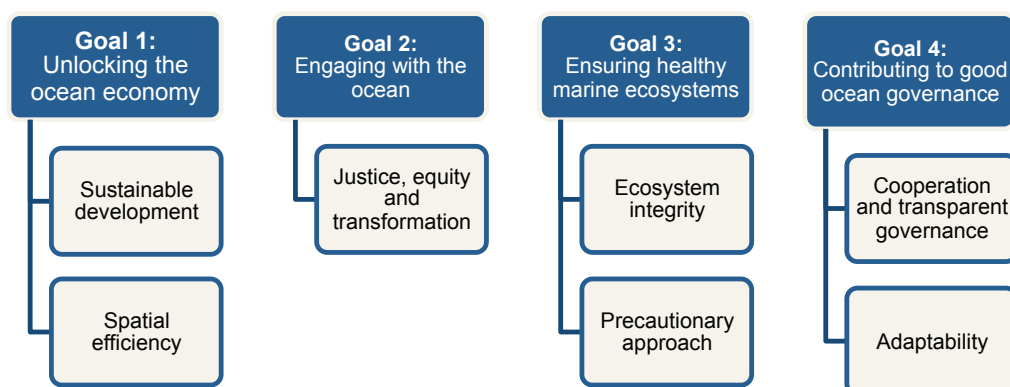 Goal 1:
Unlocking the
ocean economy
Sustainable
development
Spatial
efficiency
Goal 2:
Engaging with the
ocean
Justice, equity
and
transformation
Goal 3:
Ensuring healthy
marine ecosystems
Ecosystem
integrity
Precautionary
approach
Goal 4:
Contributing to good
ocean governance
Cooperation
and transparent
governance
Adaptability